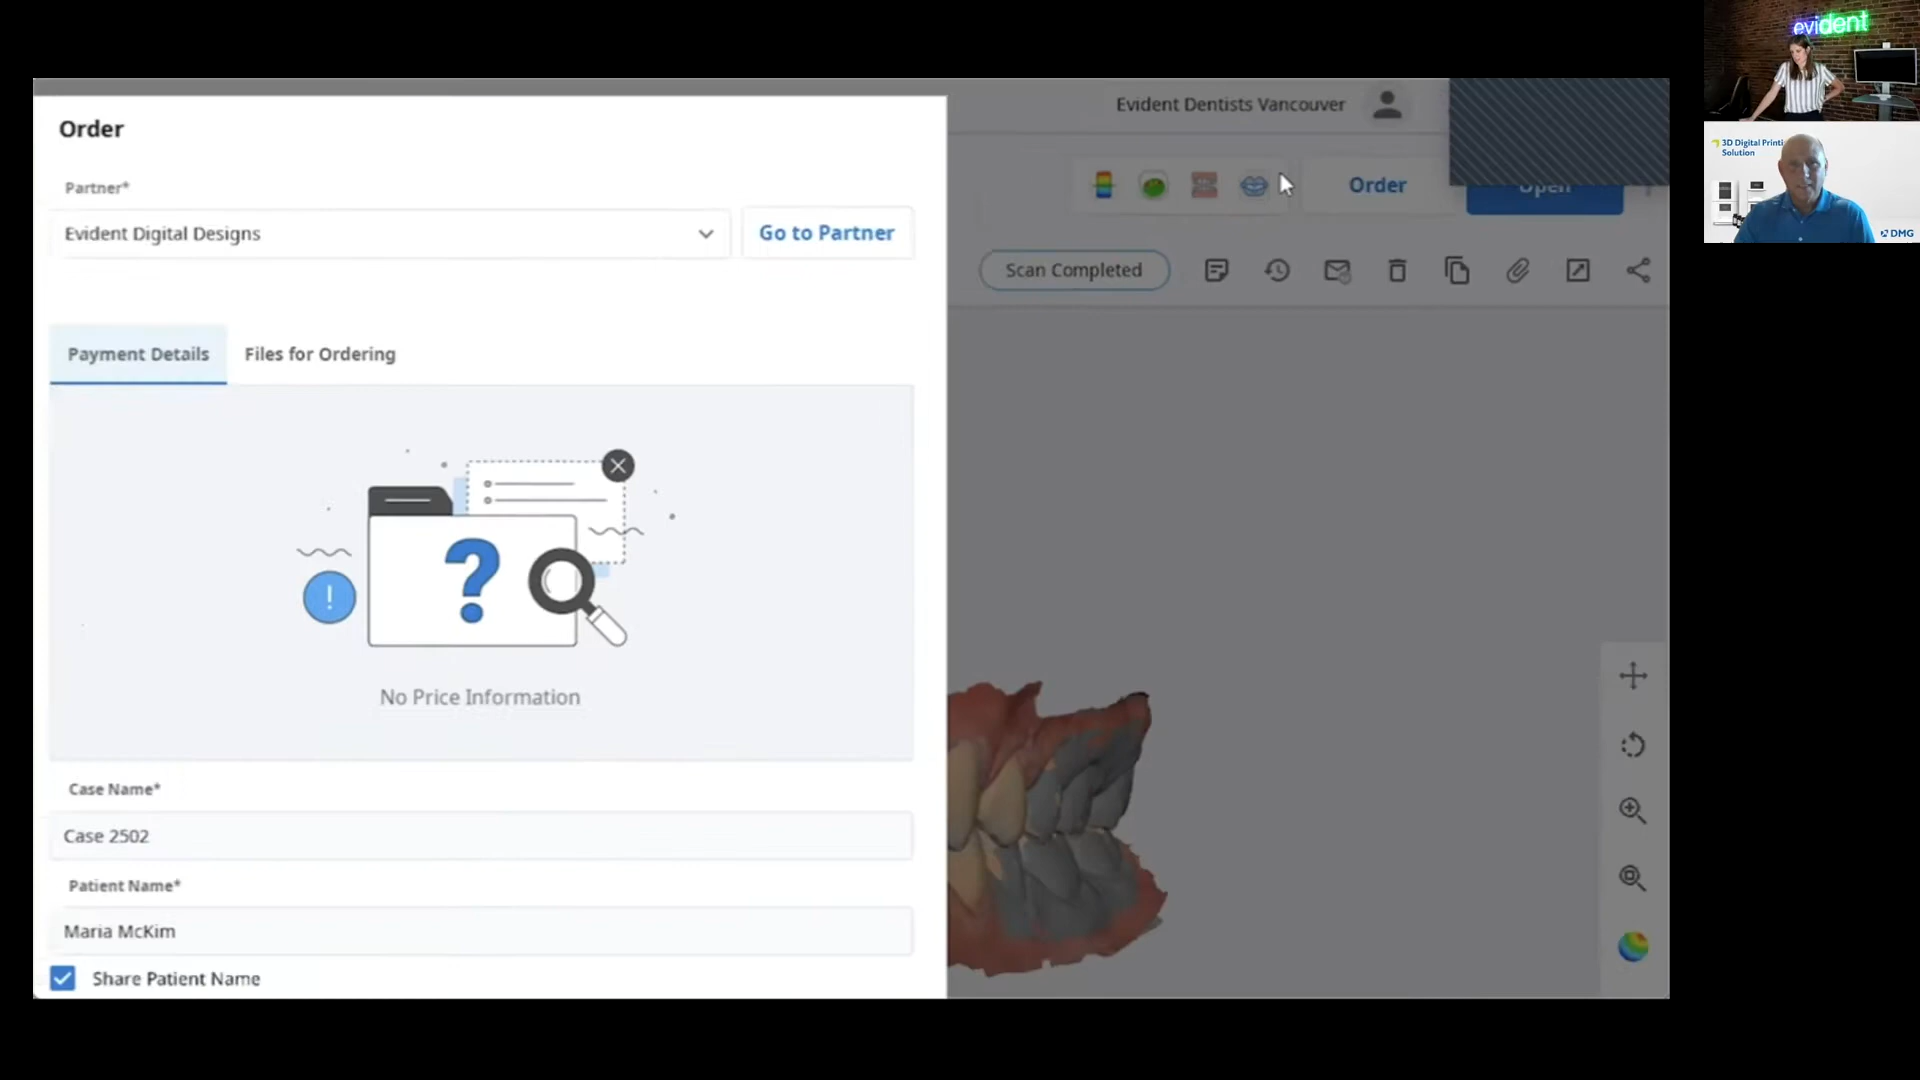 Order
Partner*
Evident Digital Designs
Go to Partner
Payment Details
Files for Ordering
?
!
No Price Information
Case Name*
Case 2502
Patient Name*
Maria McKim
Share Patient Name
Evident Dentists Vancouver
Order
Open
Scan Completed
evident
3D Digital Printi
Solution
DMG